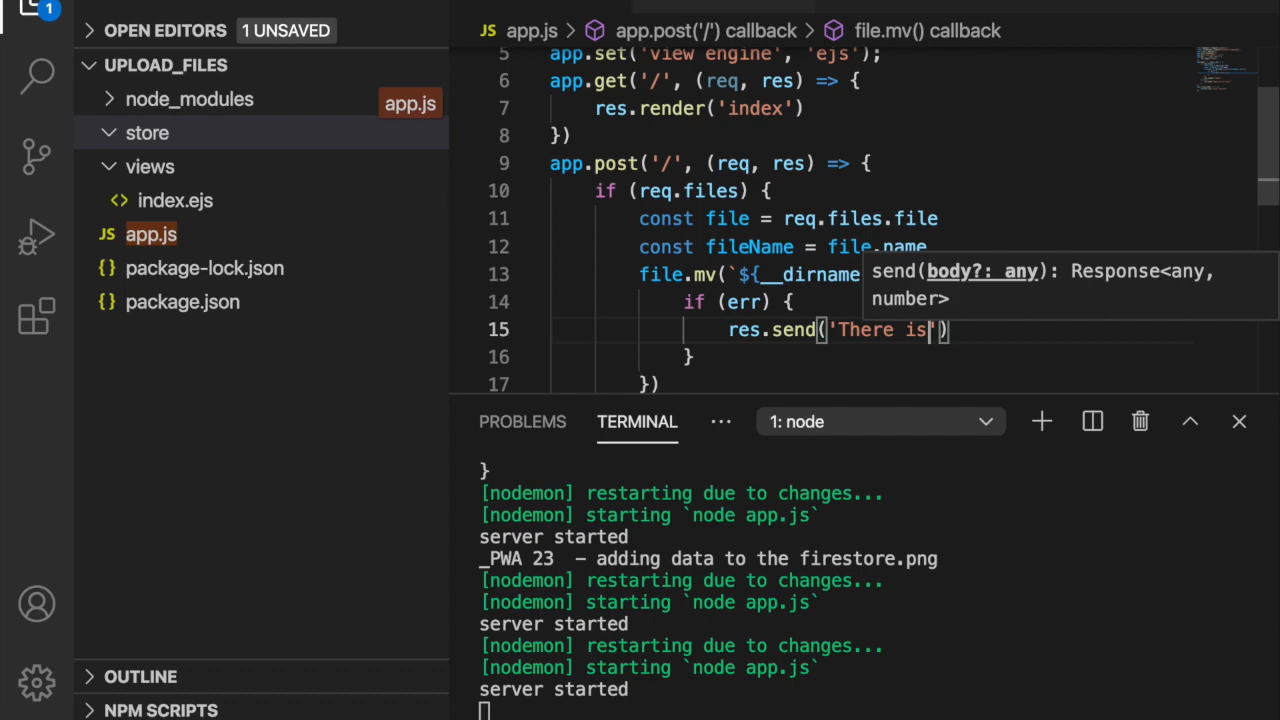 1
OPEN EDITORS 1 UNSAVED
UPLOAD_FILES
node_modules
app.js
store
views
<> index.ejs
JS app.js
{} package-lock.json
{} package.json
OUTLINE
NPM SCRIPTS
JS app.js > app.post('/') callback > file.mv() callback
5 app.set('view engine', 'ejs');
6 app.get('/', (req, res) => {
7 res.render('index')
8 })
9 app.post('/', (req, res) => {
10 if (req.files) {
11 const file = req.files.file
12 const fileName = file.name
13 file.mv(`${__dirname
send(body?: any): Response<any,
number>
14 if (err) {
15 res.send('There is')
16 }
17 })
PROBLEMS TERMINAL ... 1: node
}
[nodemon] restarting due to changes...
[nodemon] starting `node app.js`
server started
_PWA 23 - adding data to the firestore.png
[nodemon] restarting due to changes...
[nodemon] starting `node app.js`
server started
[nodemon] restarting due to changes...
[nodemon] starting `node app.js`
server started